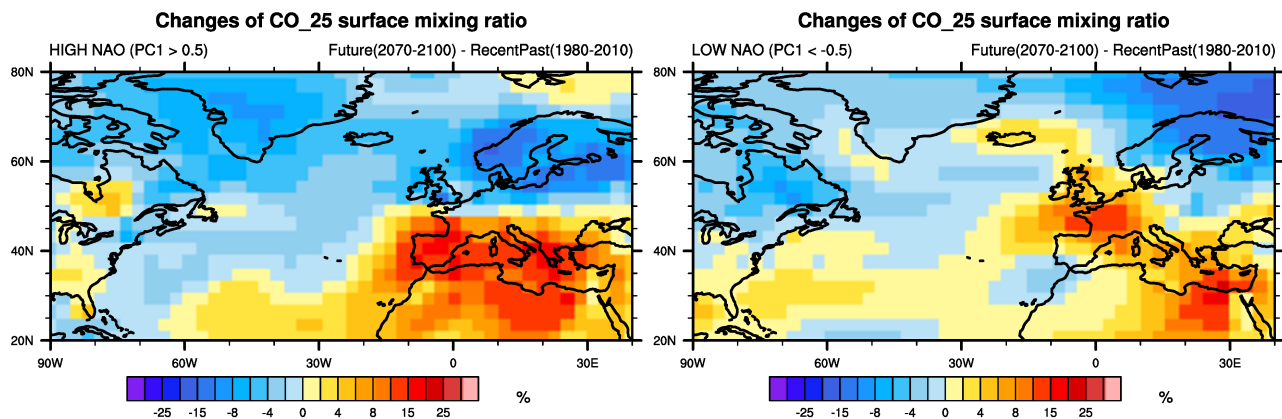 Changes of CO_25 surface mixing ratio
HIGH NAO (PC1 > 0.5) Future(2070-2100) - RecentPast(1980-2010)
80N
60N
40N
20N
90W 60W 30W 0 30E
-25 -15 -8 -4 0 4 8 15 25 %
Changes of CO_25 surface mixing ratio
LOW NAO (PC1 < -0.5) Future(2070-2100) - RecentPast(1980-2010)
80N
60N
40N
20N
90W 60W 30W 0 30E
-25 -15 -8 -4 0 4 8 15 25 %